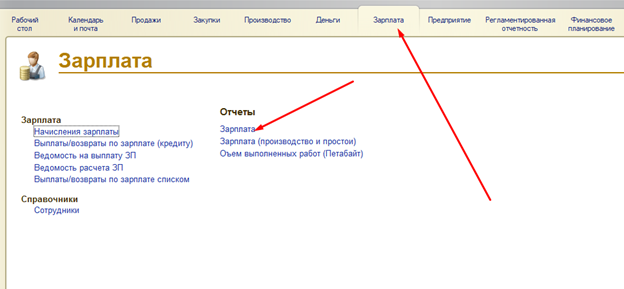 Рабочий стол
Календарь и почта
Продажи
Закупки
Производство
Деньги
Зарплата
Предприятие
Регламентированная отчетность
Финансовое планирование
Зарплата
Зарплата
Начисления зарплаты
Выплаты/возвраты по зарплате (кредиту)
Ведомость на выплату ЗП
Ведомость расчета ЗП
Выплаты/возвраты по зарплате списком
Справочники
Сотрудники
Отчеты
Зарплата
Зарплата (производство и простои)
Оъем выполненных работ (Петабайт)